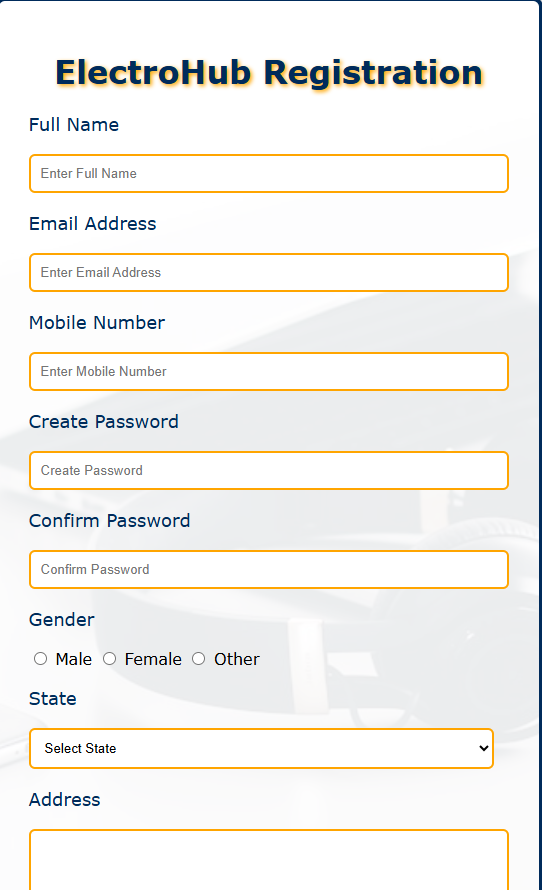 ElectroHub Registration
Full Name
Enter Full Name
Email Address
Enter Email Address
Mobile Number
Enter Mobile Number
Create Password
Create Password
Confirm Password
Confirm Password
Gender
Male Female Other
State
Select State
Address